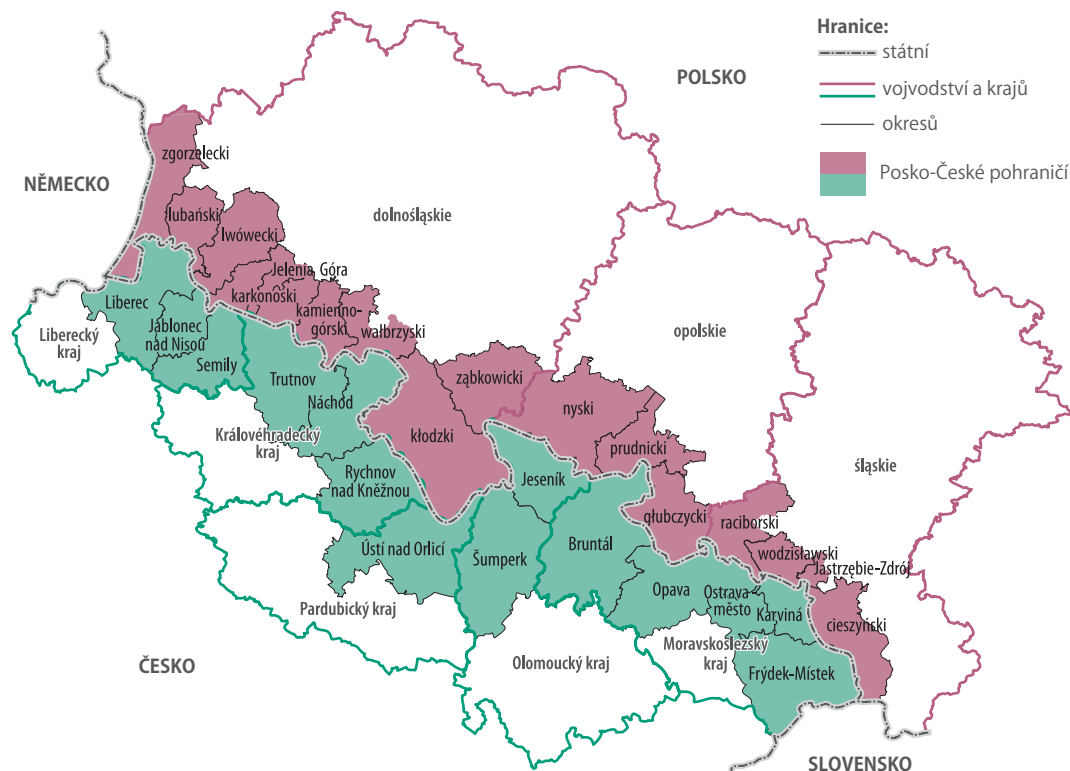 Hranice:
státní
vojvodství a krajů
okresů
Posko-České pohraničí
POLSKO
NĚMECKO
zgorzelecki
lubański
dolnośląskie
lwówecki
Jelenia Góra
karkonoski
kamienno-
górski
wałbrzyski
Liberec
Liberecký
kraj
Jablonec
nad Nisou
Semily
opolskie
ząbkowicki
Trutnov
Náchod
nyski
kłodzki
prudnicki
Královéhradecký
kraj
śląskie
Rychnov
nad Kněžnou
Jeseník
głubczycki
raciborski
Ústí nad Orlicí
Šumperk
Bruntál
wodzisławski
Jastrzębie-Zdrój
Opava
Ostrava-
město
Karviná
cieszyński
Pardubický kraj
Moravskoslezský
kraj
Olomoucký kraj
Frýdek-Místek
ČESKO
SLOVENSKO